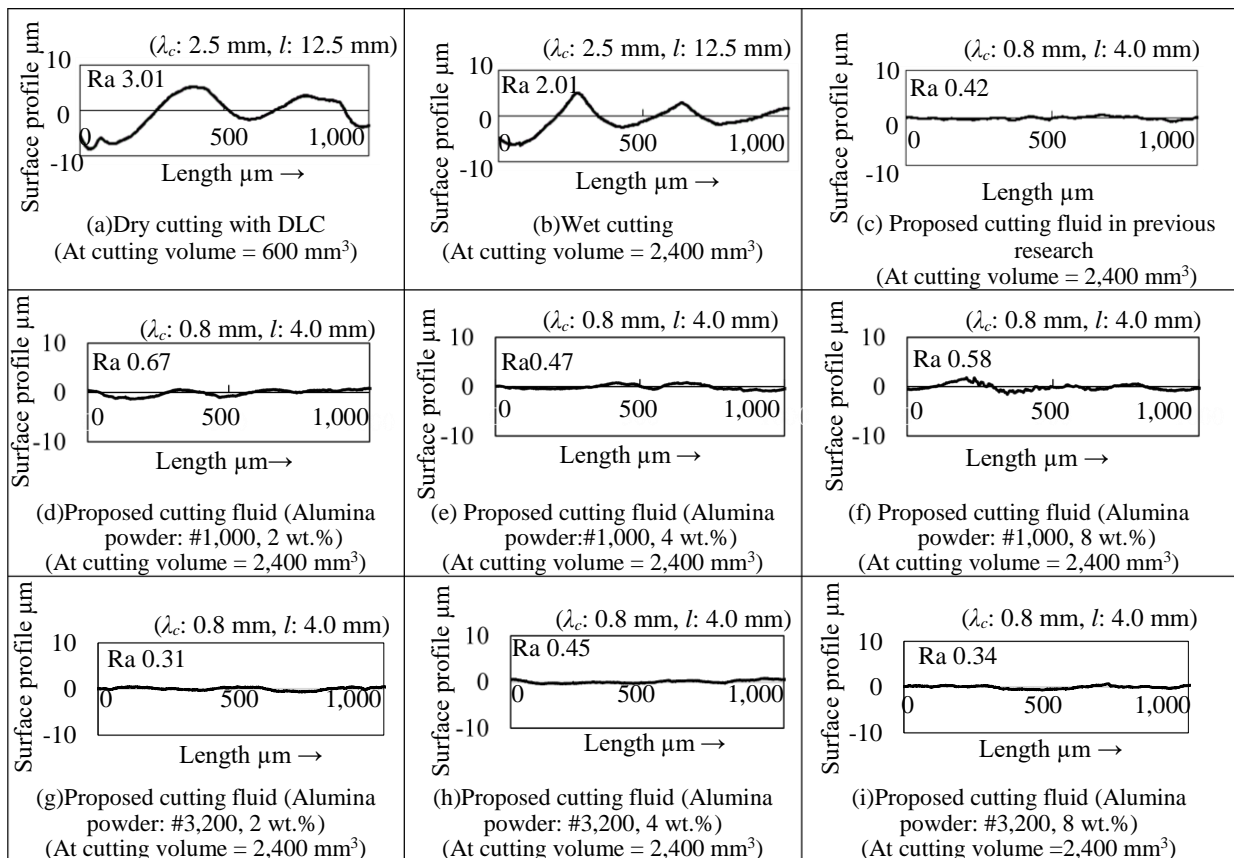 (λc: 2.5 mm, l: 12.5 mm)
Surface profile µm
10
0
-10
Ra 3.01
0
500
1,000
Length µm →
(a)Dry cutting with DLC
(At cutting volume = 600 mm³)
(λc: 2.5 mm, l: 12.5 mm)
Surface profile µm
10
0
-10
Ra 2.01
0
500
1,000
Length µm →
(b)Wet cutting
(At cutting volume = 2,400 mm³)
(λc: 0.8 mm, l: 4.0 mm)
Surface profile µm
10
0
-10
Ra 0.42
0
500
1,000
Length µm
(c) Proposed cutting fluid in previous
research
(At cutting volume = 2,400 mm³)
(λc: 0.8 mm, l: 4.0 mm)
Surface profile µm
10
0
-10
Ra 0.67
0
500
1,000
Length µm→
(d)Proposed cutting fluid (Alumina
powder: #1,000, 2 wt.%)
(At cutting volume = 2,400 mm³)
(λc: 0.8 mm, l: 4.0 mm)
Surface profile µm
10
0
-10
Ra0.47
0
500
1,000
Length µm →
(e) Proposed cutting fluid (Alumina
powder:#1,000, 4 wt.%)
(At cutting volume = 2,400 mm³)
(λc: 0.8 mm, l: 4.0 mm)
Surface profile µm
10
0
-10
Ra 0.58
0
500
1,000
Length µm →
(f) Proposed cutting fluid (Alumina
powder: #1,000, 8 wt.%)
(At cutting volume = 2,400 mm³)
(λc: 0.8 mm, l: 4.0 mm)
Surface profile µm
10
0
-10
Ra 0.31
0
500
1,000
Length µm →
(g)Proposed cutting fluid (Alumina
powder: #3,200, 2 wt.%)
(At cutting volume = 2,400 mm³)
(λc: 0.8 mm, l: 4.0 mm)
Surface profile µm
10
0
-10
Ra 0.45
0
500
1,000
Length µm →
(h)Proposed cutting fluid (Alumina
powder: #3,200, 4 wt.%)
(At cutting volume = 2,400 mm³)
(λc: 0.8 mm, l: 4.0 mm)
Surface profile µm
10
0
-10
Ra 0.34
0
500
1,000
Length µm →
(i)Proposed cutting fluid (Alumina
powder: #3,200, 8 wt.%)
(At cutting volume =2,400 mm³)